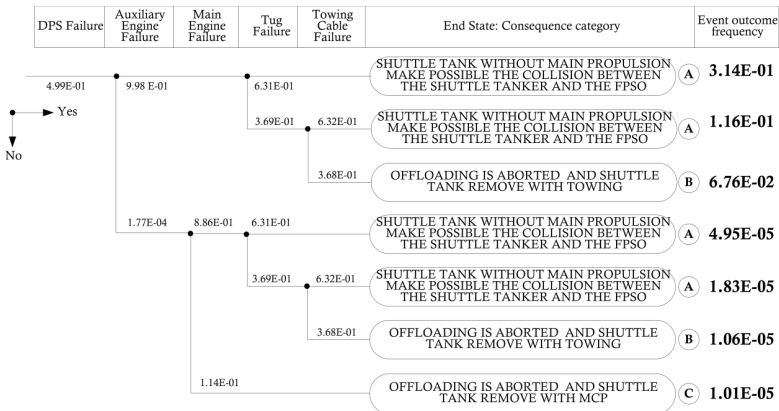 DPS Failure
Auxiliary
Engine
Failure
Main
Engine
Failure
Tug
Failure
Towing
Cable
Failure
End State: Consequence category
Event outcome
frequency
Yes
No
4.99E-01
9.98 E-01
6.31E-01
SHUTTLE TANK WITHOUT MAIN PROPULSION
MAKE POSSIBLE THE COLLISION BETWEEN
THE SHUTTLE TANKER AND THE FPSO
A
3.14E-01
3.69E-01
6.32E-01
SHUTTLE TANK WITHOUT MAIN PROPULSION
MAKE POSSIBLE THE COLLISION BETWEEN
THE SHUTTLE TANKER AND THE FPSO
A
1.16E-01
3.68E-01
OFFLOADING IS ABORTED AND SHUTTLE
TANK REMOVE WITH TOWING
B
6.76E-02
1.77E-04
8.86E-01
6.31E-01
SHUTTLE TANK WITHOUT MAIN PROPULSION
MAKE POSSIBLE THE COLLISION BETWEEN
THE SHUTTLE TANKER AND THE FPSO
A
4.95E-05
3.69E-01
6.32E-01
SHUTTLE TANK WITHOUT MAIN PROPULSION
MAKE POSSIBLE THE COLLISION BETWEEN
THE SHUTTLE TANKER AND THE FPSO
A
1.83E-05
3.68E-01
OFFLOADING IS ABORTED AND SHUTTLE
TANK REMOVE WITH TOWING
B
1.06E-05
1.14E-01
OFFLOADING IS ABORTED AND SHUTTLE
TANK REMOVE WITH MCP
C
1.01E-05